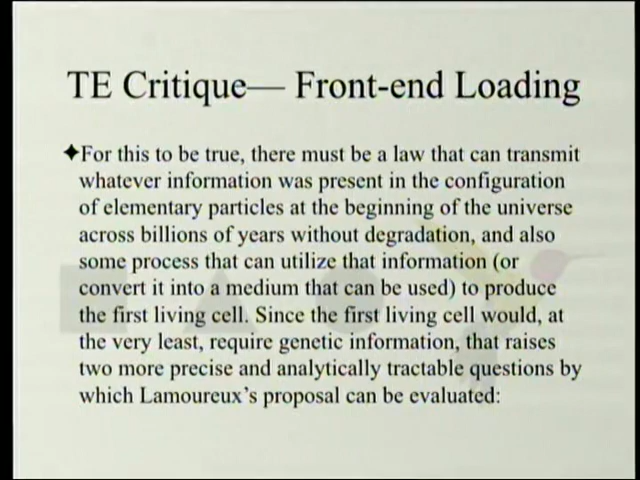 TE Critique— Front-end Loading
✦For this to be true, there must be a law that can transmit
whatever information was present in the configuration
of elementary particles at the beginning of the universe
across billions of years without degradation, and also
some process that can utilize that information (or
convert it into a medium that can be used) to produce
the first living cell. Since the first living cell would, at
the very least, require genetic information, that raises
two more precise and analytically tractable questions by
which Lamoureux's proposal can be evaluated: